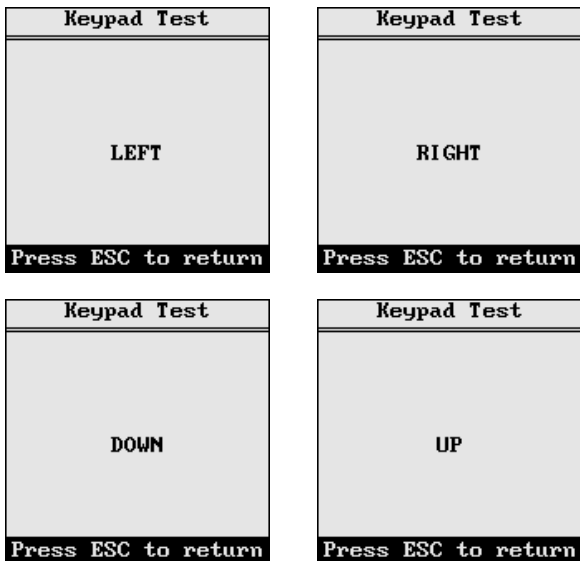 Keypad Test
LEFT
Press ESC to return
Keypad Test
RIGHT
Press ESC to return
Keypad Test
DOWN
Press ESC to return
Keypad Test
UP
Press ESC to return